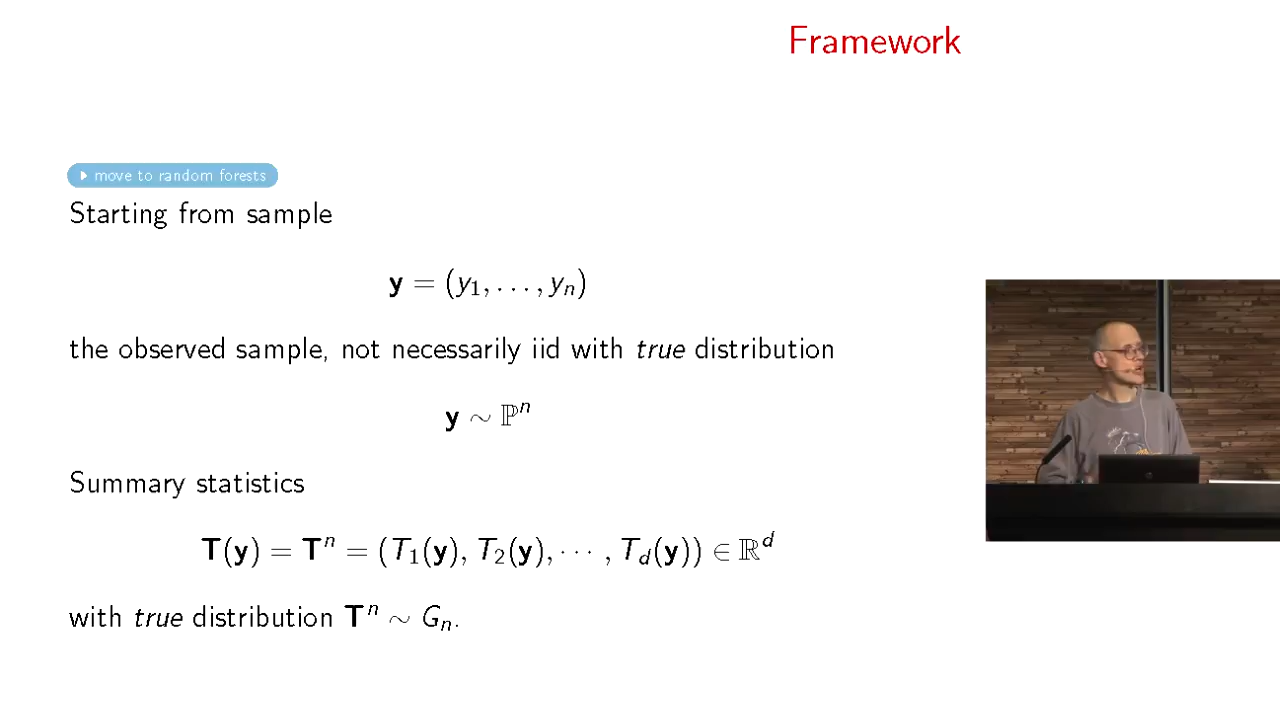 Framework
move to random forests
Starting from sample
y = (y₁, . . . , yₙ)
the observed sample, not necessarily iid with true distribution
y ∼ ℙⁿ
Summary statistics
T(y) = Tⁿ = (T₁(y), T₂(y), · · · , T_d(y)) ∈ ℝᵈ
with true distribution Tⁿ ∼ Gₙ.